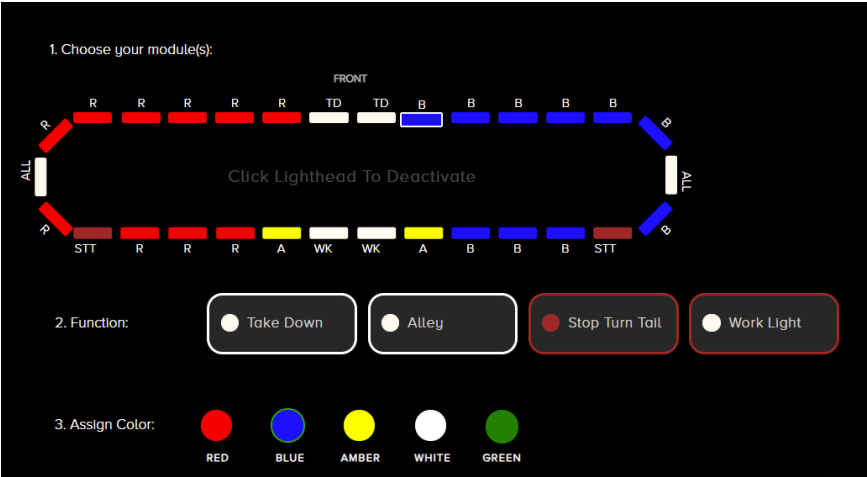 1. Choose your module(s):
FRONT
R R R R R TD TD B B B B B
R B
ALL ALL
Click Lighthead To Deactivate
R B
STT R R R A WK WK A B B B STT
2. Function:
Take Down
Alley
Stop Turn Tail
Work Light
3. Assign Color:
RED BLUE AMBER WHITE GREEN